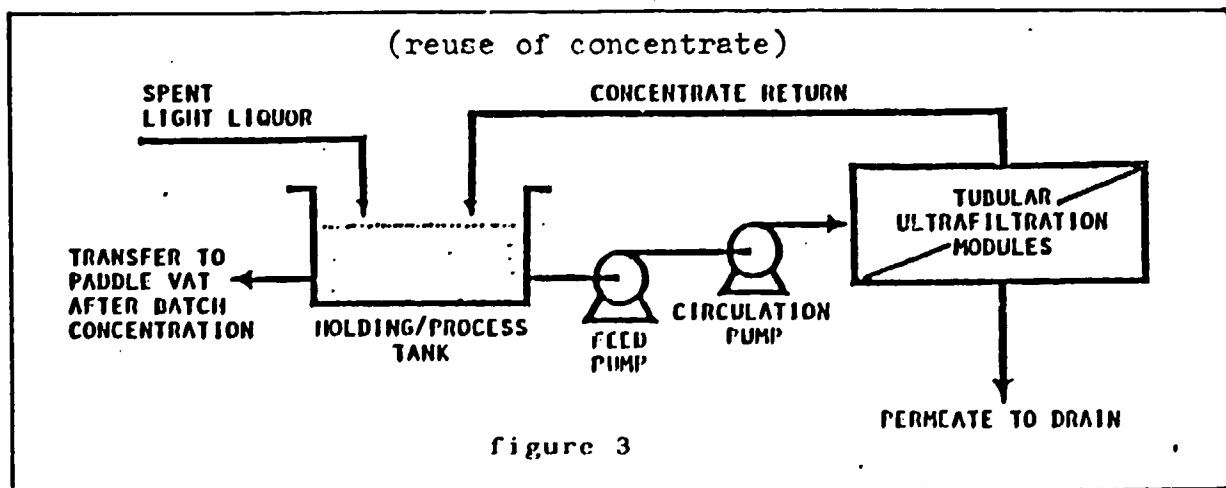 (reuse of concentrate)
SPENT
LIGHT LIQUOR
CONCENTRATE RETURN
TUBULAR
ULTRAFILTRATION
MODULES
TRANSFER TO
PADDLE VAT
AFTER BATCH
CONCENTRATION
HOLDING/PROCESS
TANK
FEED
PUMP
CIRCULATION
PUMP
PERMEATE TO DRAIN
figure 3